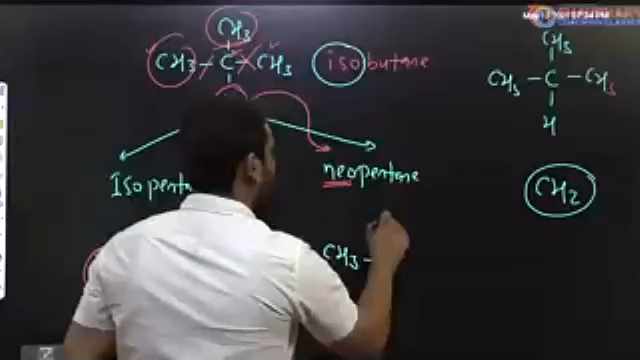 CH3
CH3 - C - CH3 isobutane
CH3
CH3 - C - CH3
H
Isopenta
neopentane
CH2
CH3 -